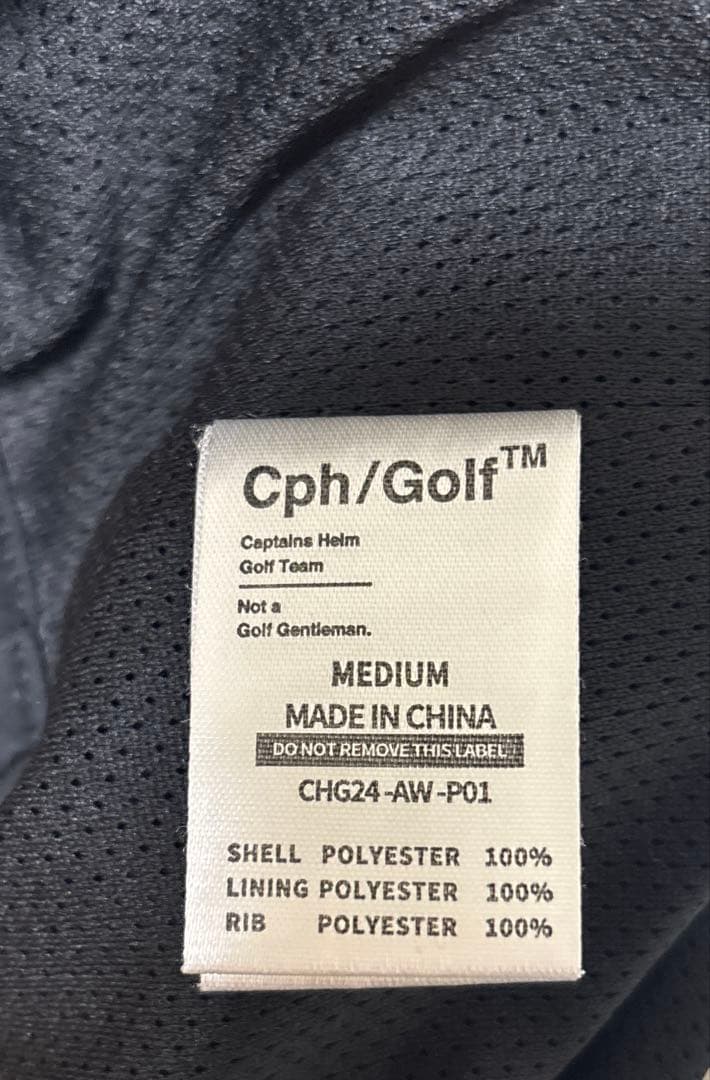 Cph/Golf™
Captains Helm
Golf Team
Not a
Golf Gentleman.
MEDIUM
MADE IN CHINA
DO NOT REMOVE THIS LABEL
CHG24-AW-P01
SHELL POLYESTER 100%
LINING POLYESTER 100%
RIB POLYESTER 100%